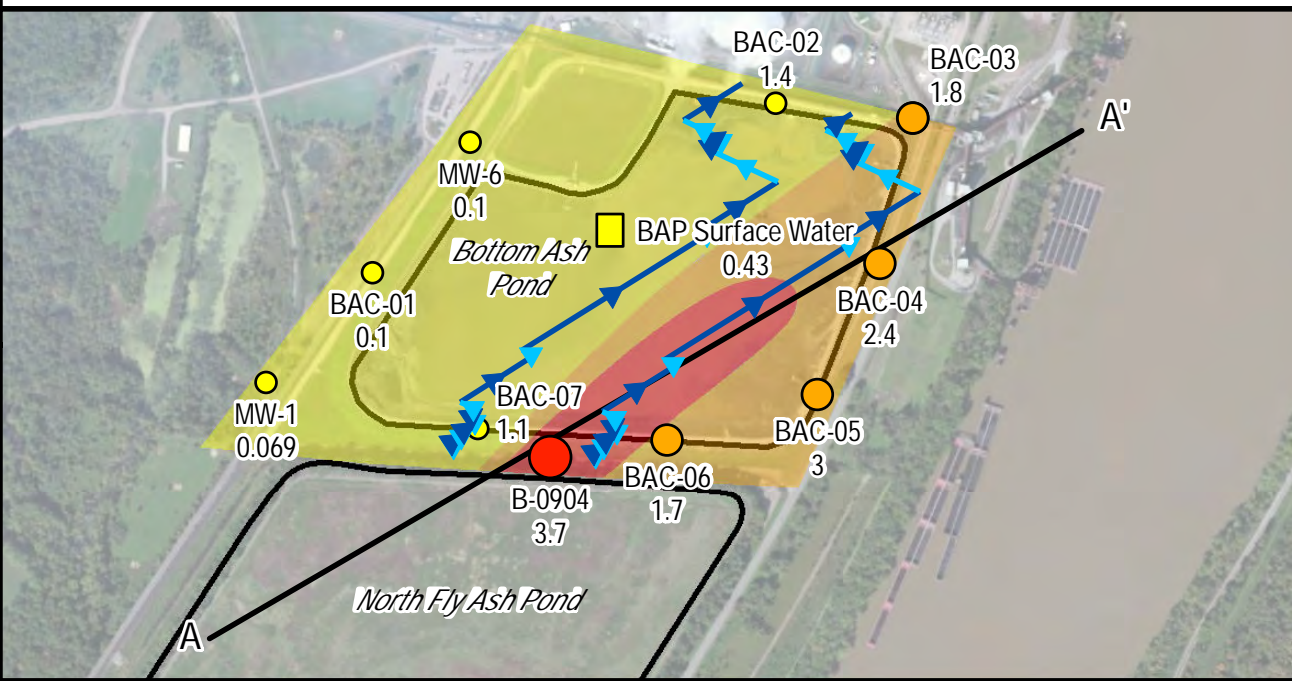 BAC-02
1.4
BAC-03
1.8
A'
MW-6
0.1
BAP Surface Water
0.43
Bottom Ash
Pond
BAC-01
0.1
BAC-04
2.4
MW-1
0.069
BAC-07
1.1
BAC-05
3
B-0904
3.7
BAC-06
1.7
North Fly Ash Pond
A